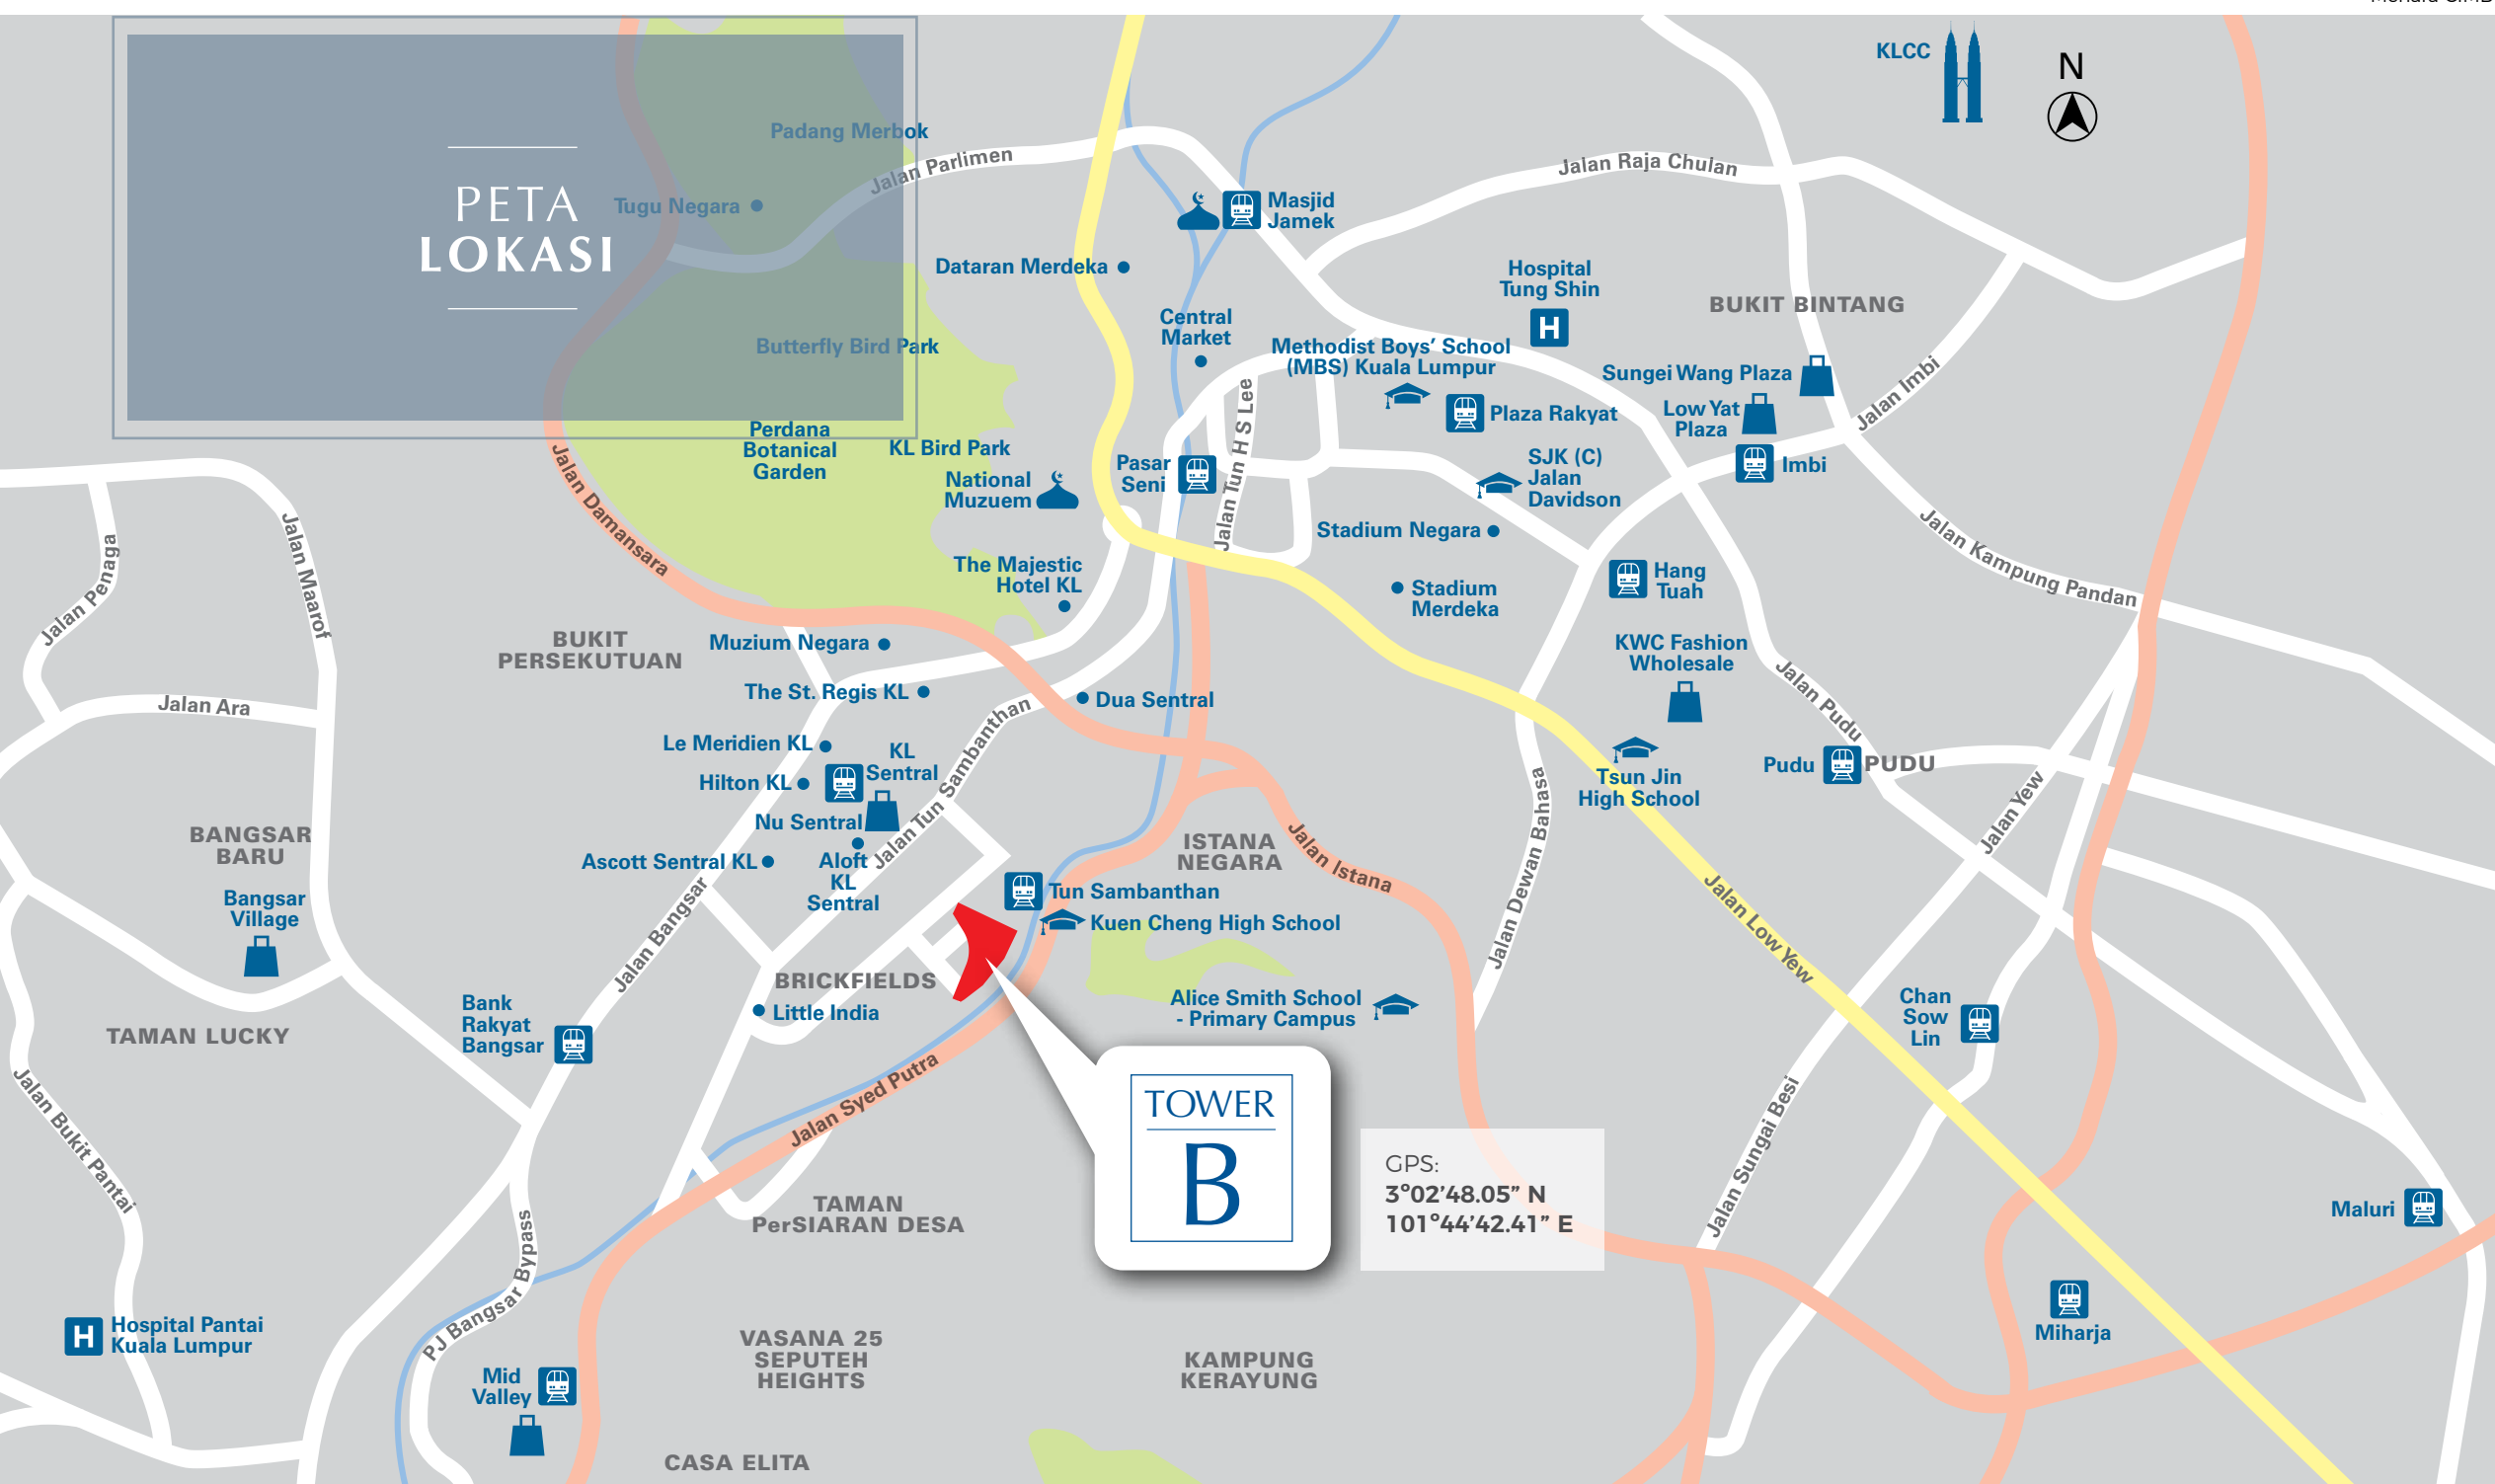 PETA
LOKASI
KLCC
N
Padang Merbok
Jalan Parlimen
Jalan Raja Chulan
Tugu Negara
Masjid
Jamek
Dataran Merdeka
Hospital
Tung Shin
BUKIT BINTANG
Central
Market
Butterfly Bird Park
Methodist Boys’ School
(MBS) Kuala Lumpur
Sungei Wang Plaza
Jalan Imbi
Plaza Rakyat
Low Yat
Plaza
Perdana
Botanical
Garden
KL Bird Park
Jalan Tun H S Lee
Pasar
Seni
SJK (C)
Jalan
Davidson
Imbi
National
Muzuem
Jalan Damansara
Stadium Negara
Jalan Kampung Pandan
Jalan Penaga
Jalan Maarof
The Majestic
Hotel KL
Hang
Tuah
Stadium
Merdeka
BUKIT
PERSEKUTUAN
Muzium Negara
KWC Fashion
Wholesale
The St. Regis KL
Dua Sentral
Jalan Ara
Jalan Pudu
Le Meridien KL
KL
Sentral
Jalan Tun Sambanthan
Hilton KL
Tsun Jin
High School
Pudu
PUDU
Nu Sentral
Jalan Yew
BANGSAR
BARU
Ascott Sentral KL
Aloft
KL
Sentral
ISTANA
NEGARA
Jalan Istana
Jalan Dewan Bahasa
Tun Sambanthan
Kuen Cheng High School
Jalan Low Yew
Bangsar
Village
Jalan Bangsar
BRICKFIELDS
Little India
Alice Smith School
- Primary Campus
Bank
Rakyat
Bangsar
Chan
Sow
Lin
TAMAN LUCKY
Jalan Syed Putra
Jalan Bukit Pantai
TOWER
B
GPS:
3°02’48.05” N
101°44’42.41” E
Jalan Sungai Besi
Maluri
TAMAN
PerSIARAN DESA
PJ Bangsar Bypass
Hospital Pantai
Kuala Lumpur
Miharja
VASANA 25
SEPUTEH
HEIGHTS
KAMPUNG
KERAYUNG
Mid
Valley
CASA ELITA